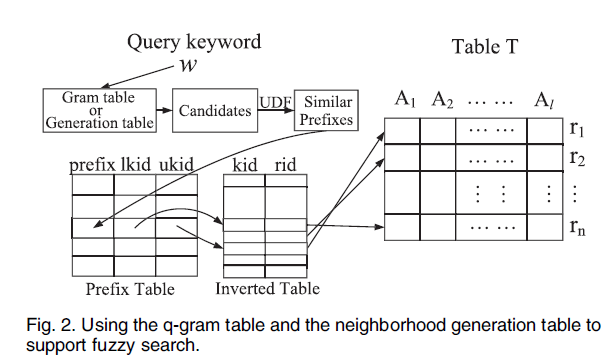 Query keyword
w
Table T
Gram table
or
Generation table
Candidates
UDF
Similar
Prefixes
A1 A2 ... ... Al
... ... r1
... ... r2
⋮ ⋮ ⋮
... ... rn
prefix lkid ukid
kid rid
Prefix Table
Inverted Table
Fig. 2. Using the q-gram table and the neighborhood generation table to
support fuzzy search.